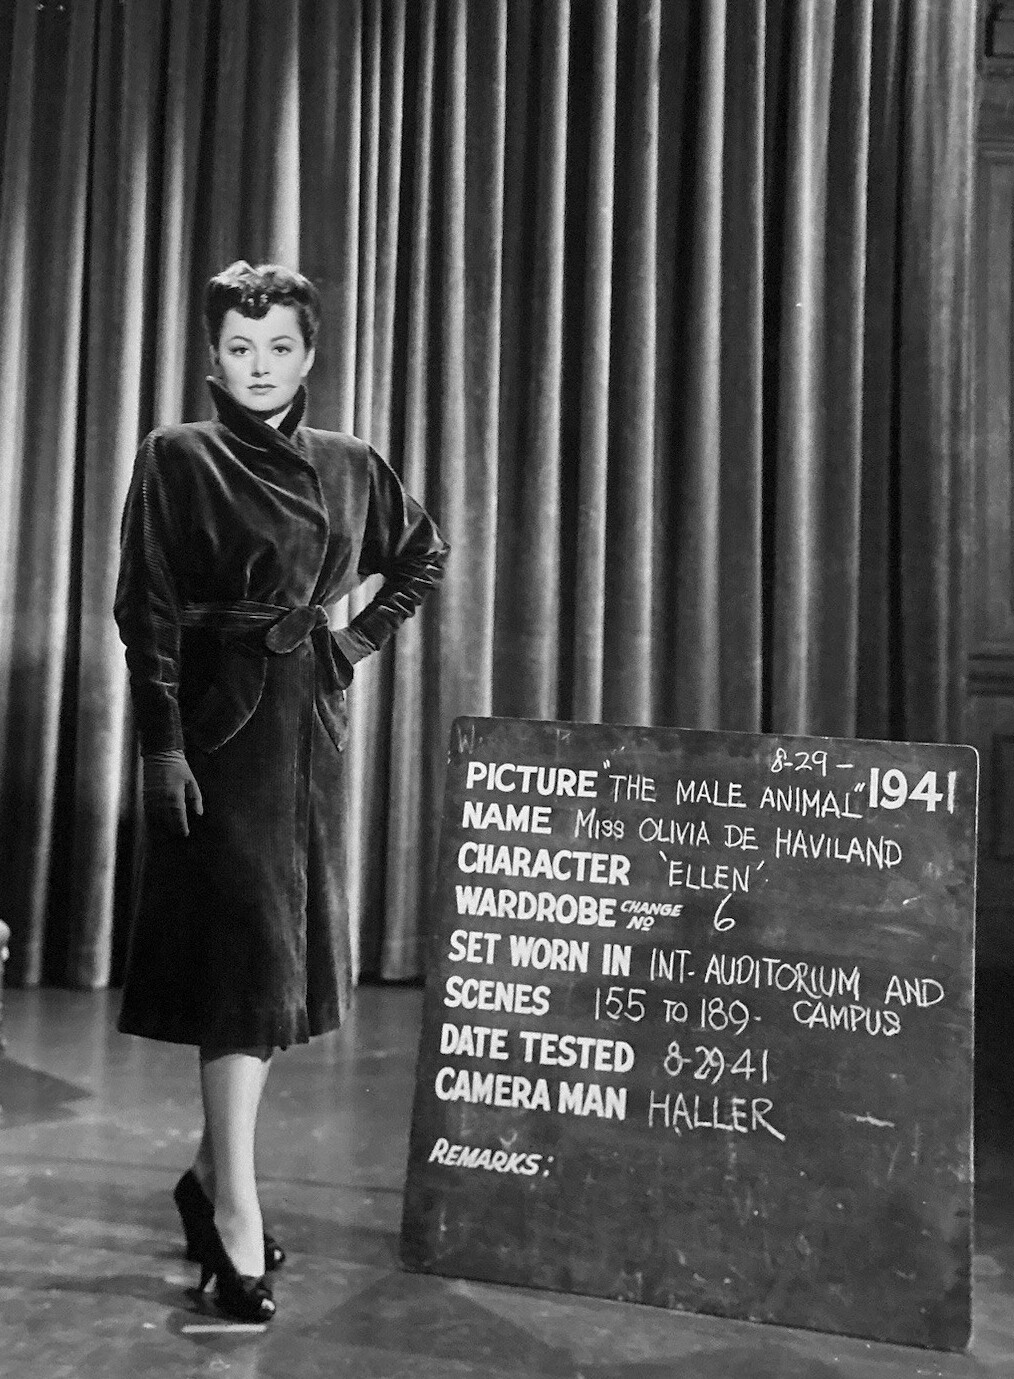 8-29-
PICTURE "THE MALE ANIMAL" 1941
NAME MISS OLIVIA DE HAVILAND
CHARACTER 'ELLEN'
WARDROBE CHANGE NO 6
SET WORN IN INT- AUDITORIUM AND
SCENES 155 TO 189- CAMPUS
DATE TESTED 8-29-41
CAMERA MAN HALLER
REMARKS: